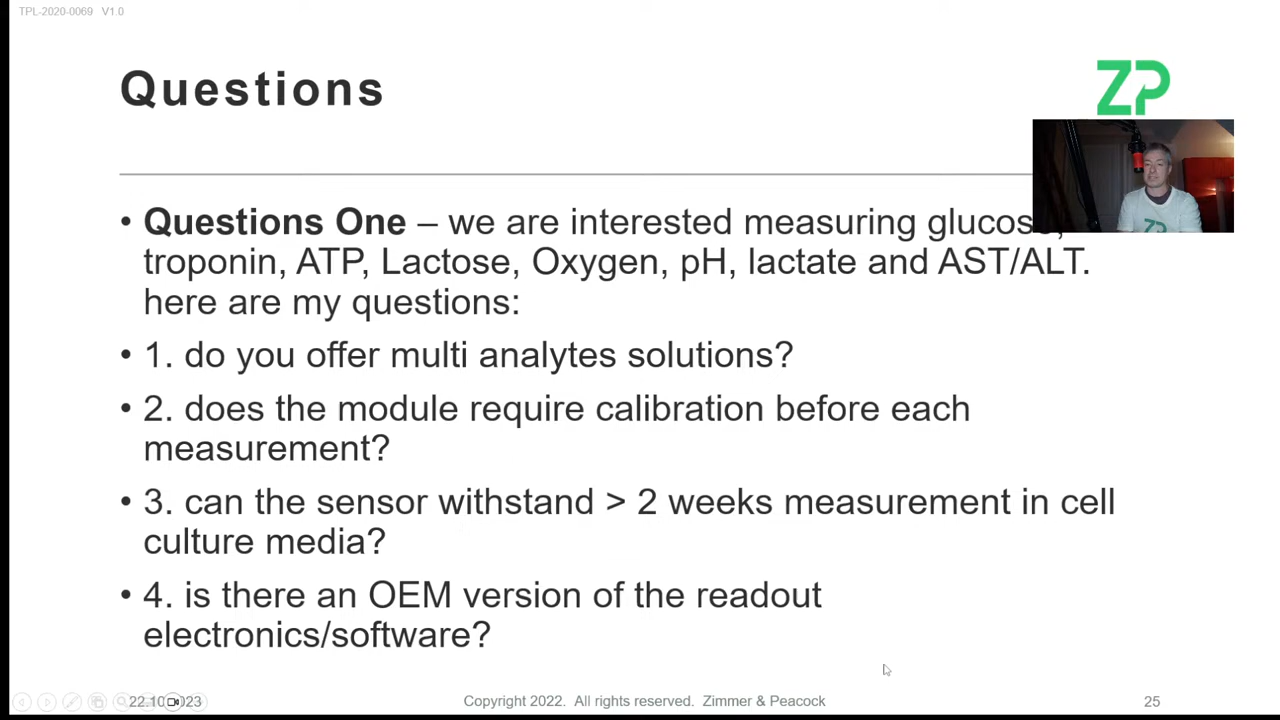 TPL-2020-0069 V1.0
Questions
ZP
• Questions One – we are interested measuring glucose,
troponin, ATP, Lactose, Oxygen, pH, lactate and AST/ALT.
here are my questions:
• 1. do you offer multi analytes solutions?
• 2. does the module require calibration before each
measurement?
• 3. can the sensor withstand > 2 weeks measurement in cell
culture media?
• 4. is there an OEM version of the readout
electronics/software?
Copyright 2022. All rights reserved. Zimmer & Peacock
25